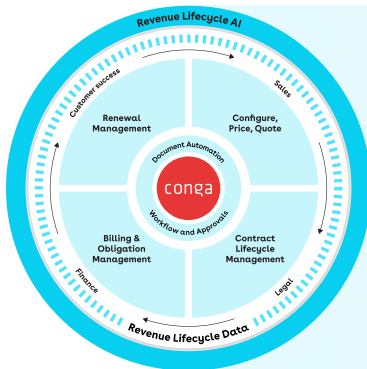 Revenue Lifecycle AI
Customer success
Sales
Renewal
Management
Configure,
Price, Quote
Document Automation
conga
Workflow and Approvals
Billing &
Obligation
Management
Contract
Lifecycle
Management
Finance
Legal
Revenue Lifecycle Data